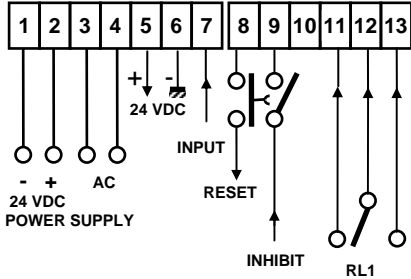 1 2 3 4 5 6 7 8 9 10 11 12 13
+ -
24 VDC
INPUT
RESET
- + AC
24 VDC
POWER SUPPLY
INHIBIT
RL1